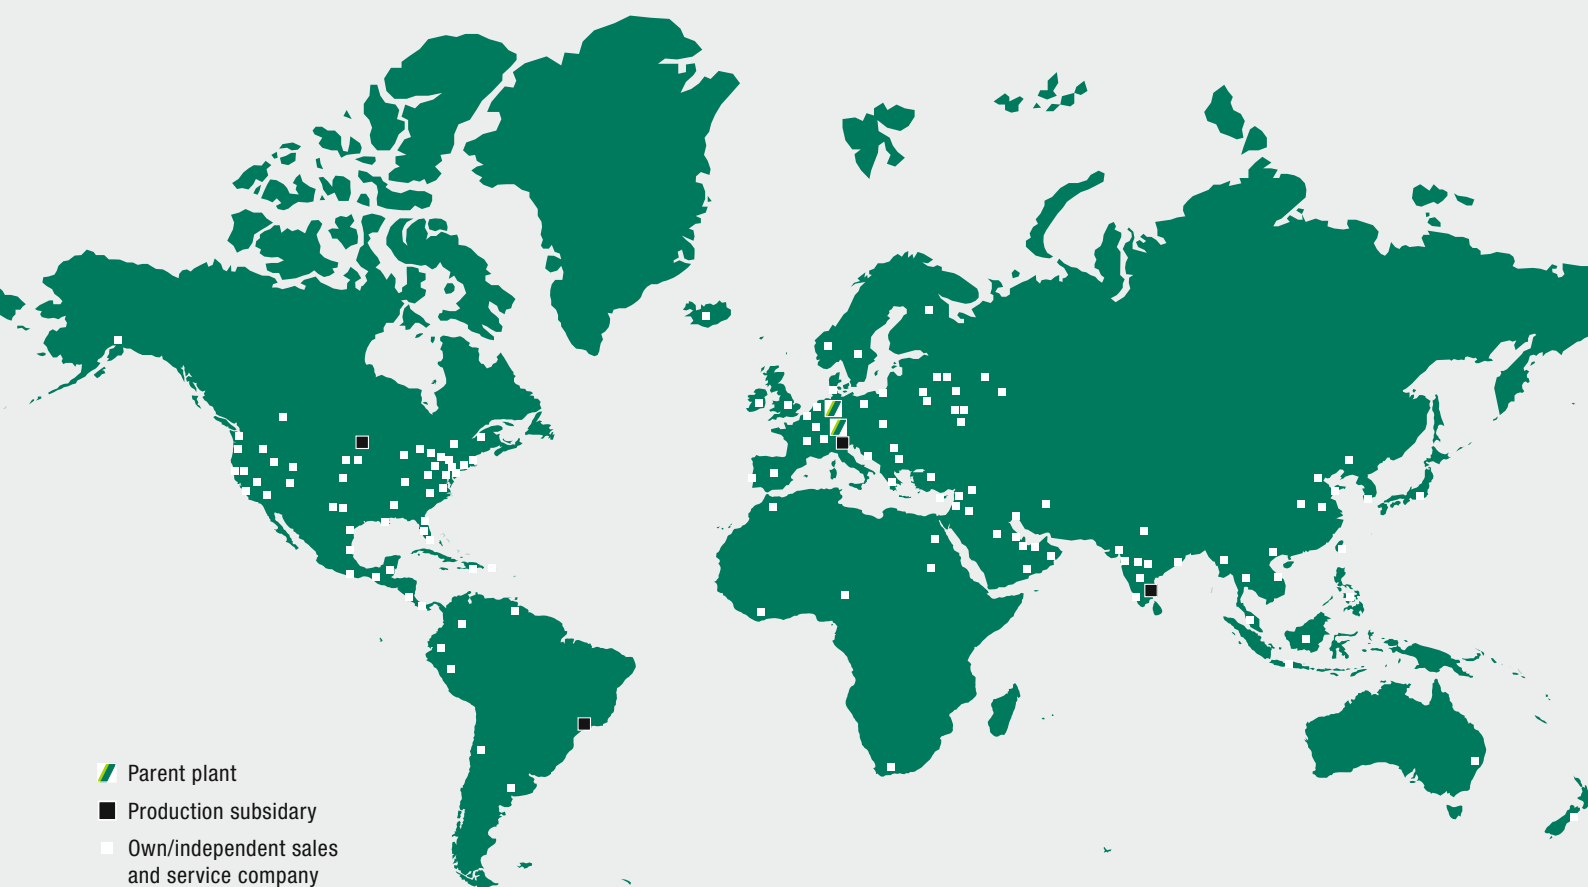 Parent plant
Production subsidary
Own/independent sales
and service company